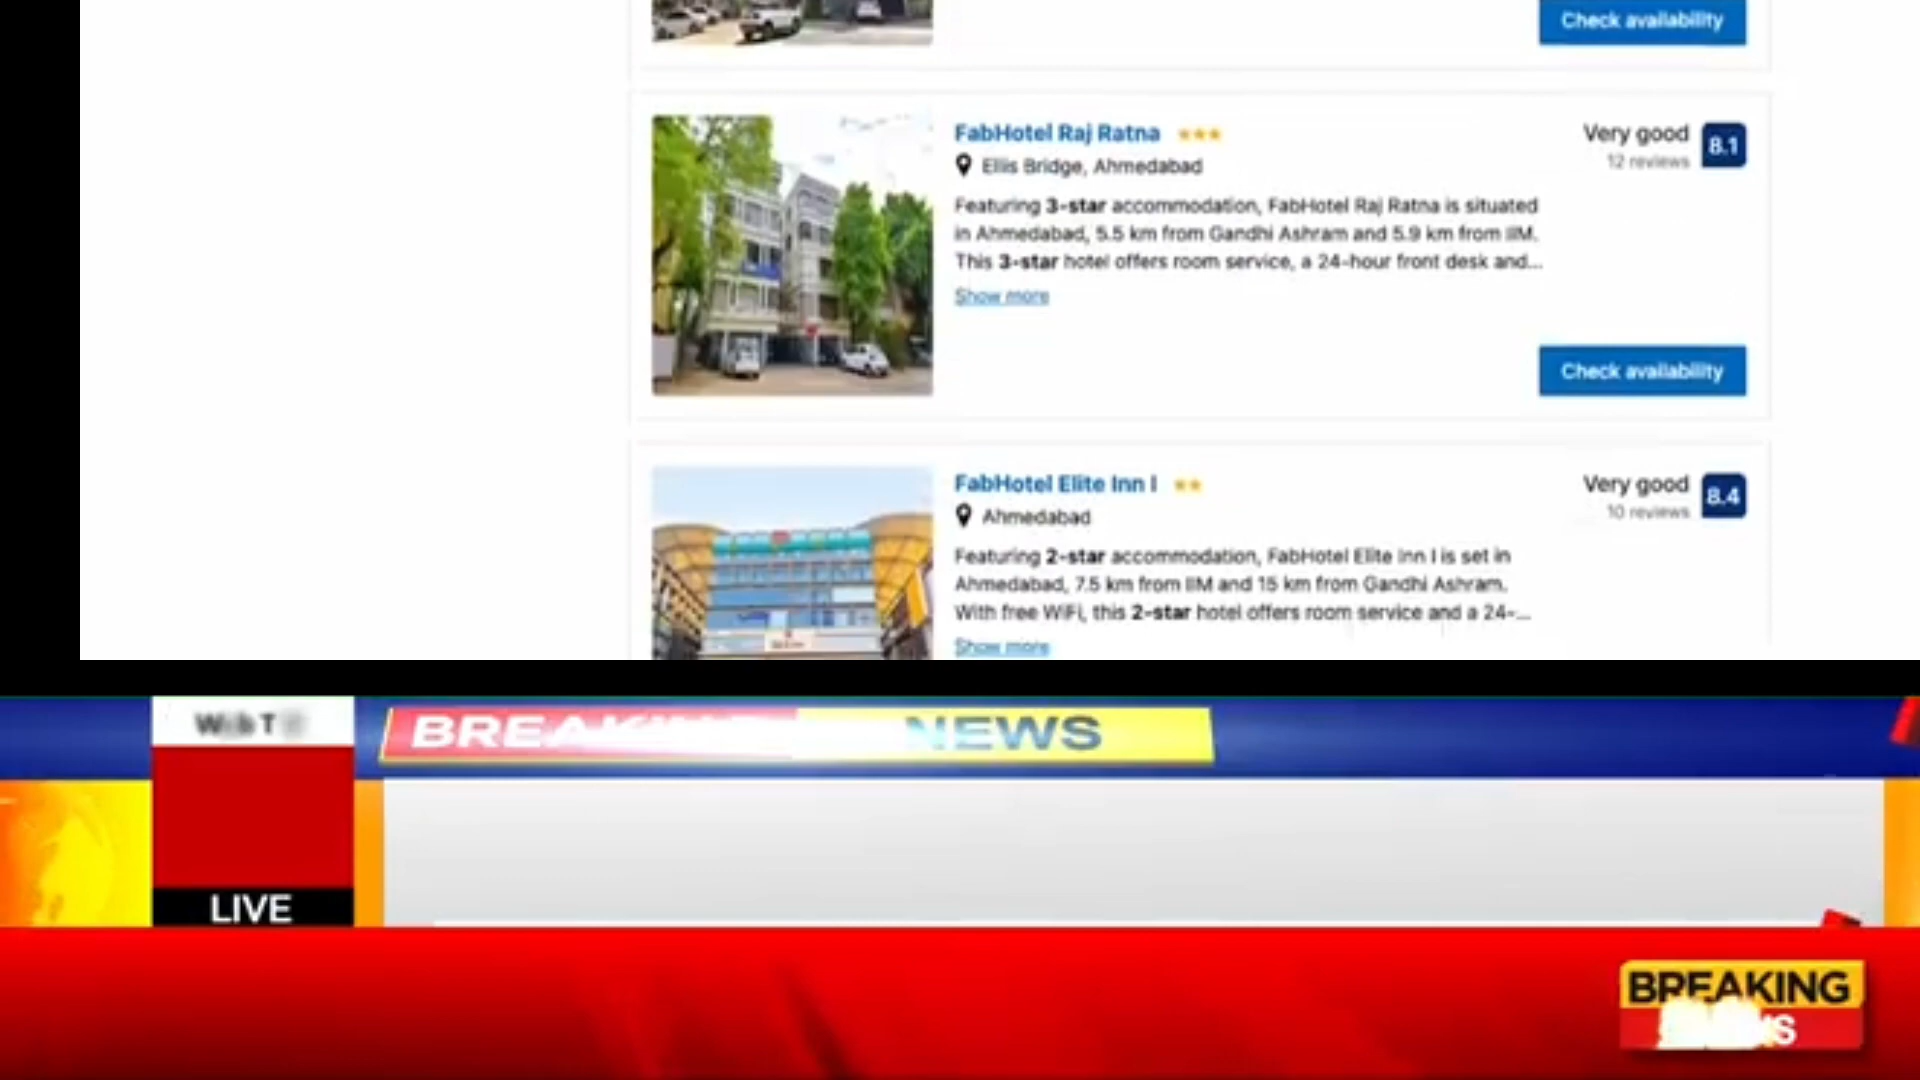 Check availability
FabHotel Raj Ratna
Very good
8.1
Ellis Bridge, Ahmedabad
12 reviews
Featuring 3-star accommodation, FabHotel Raj Ratna is situated
in Ahmedabad, 5.5 km from Gandhi Ashram and 5.9 km from IIM.
This 3-star hotel offers room service, a 24-hour front desk and...
Show more
Check availability
FabHotel Elite Inn I
Very good
8.4
Ahmedabad
10 reviews
Featuring 2-star accommodation, FabHotel Elite Inn I is set in
Ahmedabad, 7.5 km from IIM and 15 km from Gandhi Ashram.
With free WiFi, this 2-star hotel offers room service and a 24-...
Show more
BREAKING NEWS
LIVE
BREAKING